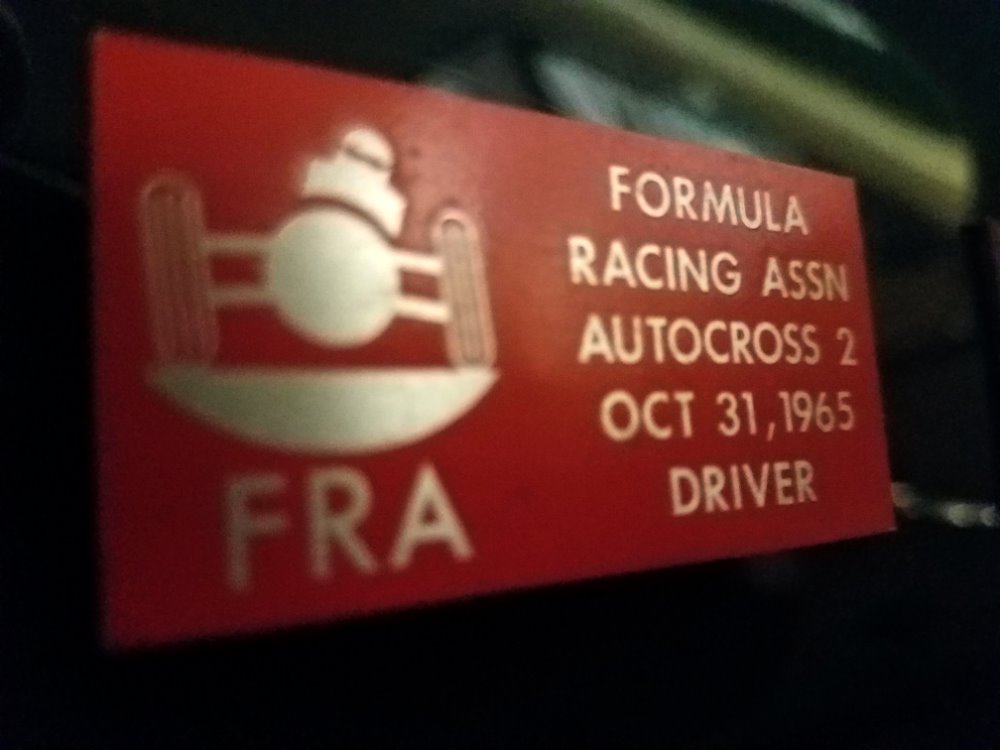 FRA
FORMULA
RACING ASSN
AUTOCROSS 2
OCT 31,1965
DRIVER